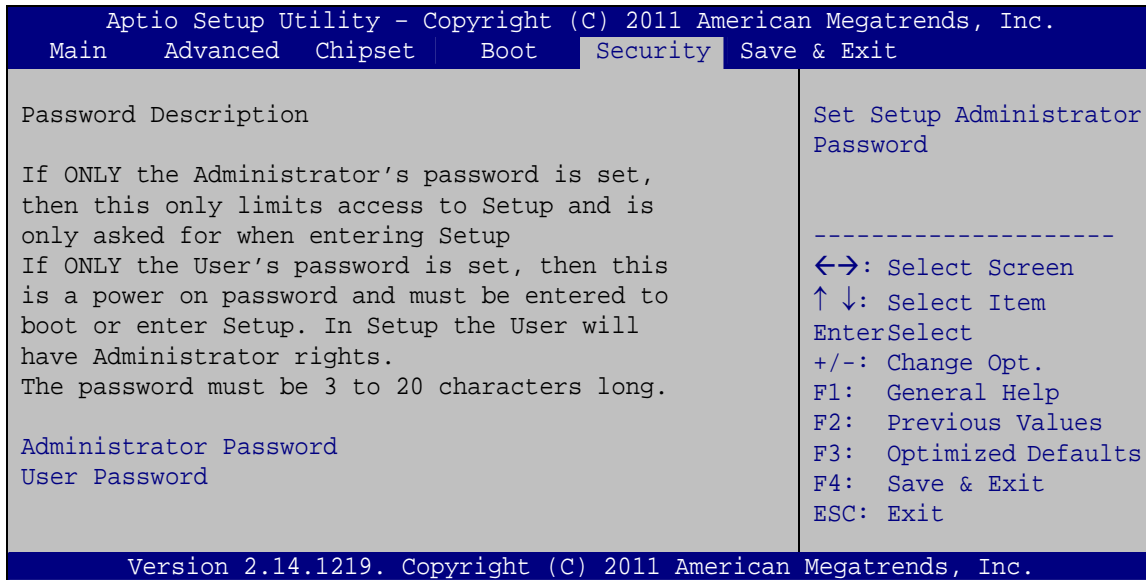 Aptio Setup Utility – Copyright (C) 2011 American Megatrends, Inc.
Main Advanced Chipset Boot Security Save & Exit
Password Description
If ONLY the Administrator’s password is set,
then this only limits access to Setup and is
only asked for when entering Setup
If ONLY the User’s password is set, then this
is a power on password and must be entered to
boot or enter Setup. In Setup the User will
have Administrator rights.
The password must be 3 to 20 characters long.
Administrator Password
User Password
Set Setup Administrator
Password
---------------------
←→: Select Screen
↑ ↓: Select Item
EnterSelect
+/-: Change Opt.
F1: General Help
F2: Previous Values
F3: Optimized Defaults
F4: Save & Exit
ESC: Exit
Version 2.14.1219. Copyright (C) 2011 American Megatrends, Inc.